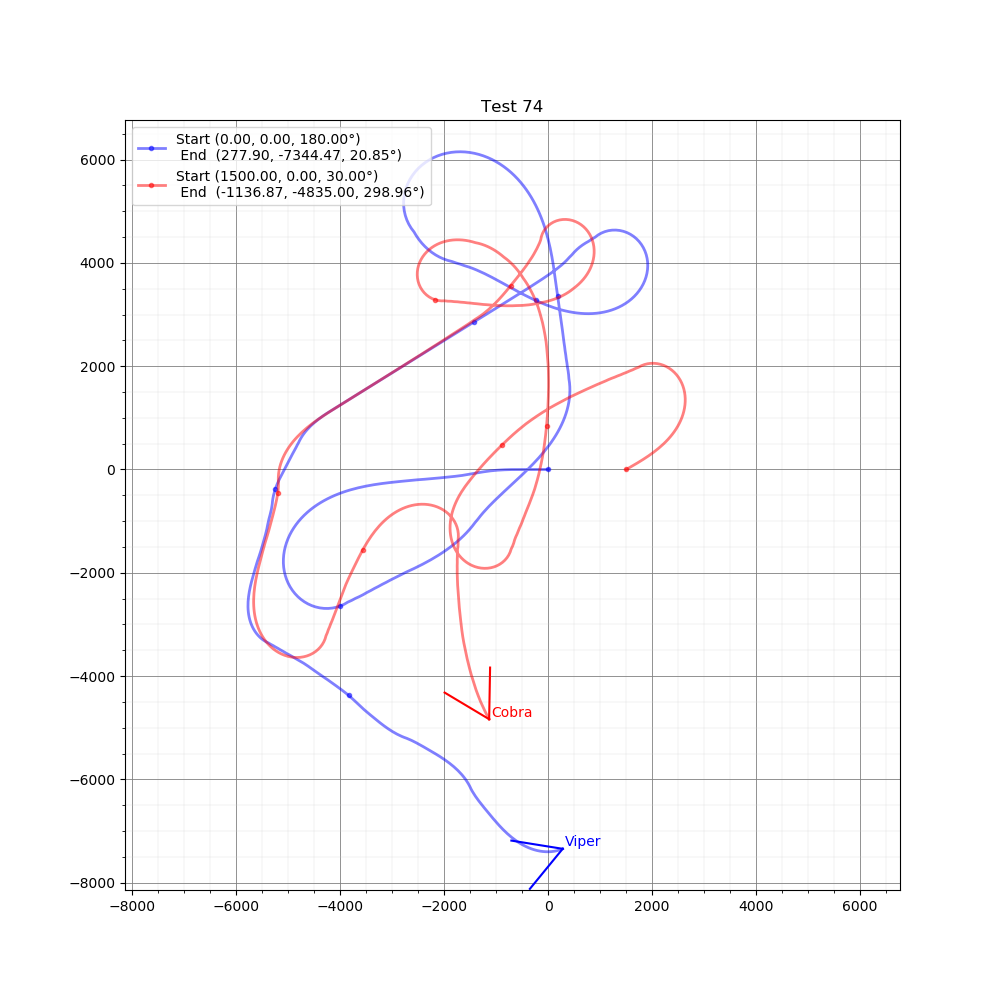 Test 74
Start (0.00, 0.00, 180.00°)
End (277.90, -7344.47, 20.85°)
Start (1500.00, 0.00, 30.00°)
End (-1136.87, -4835.00, 298.96°)
6000
4000
2000
0
−2000
−4000
−6000
−8000
Cobra
Viper
−8000 −6000 −4000 −2000 0 2000 4000 6000